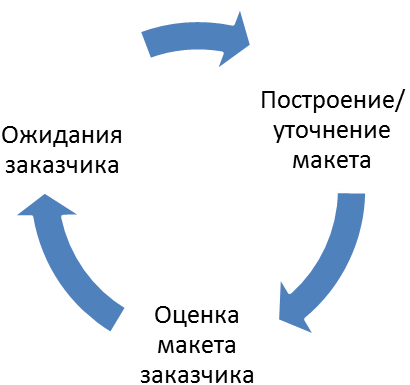 Ожидания
заказчика
Построение/
уточнение
макета
Оценка
макета
заказчика